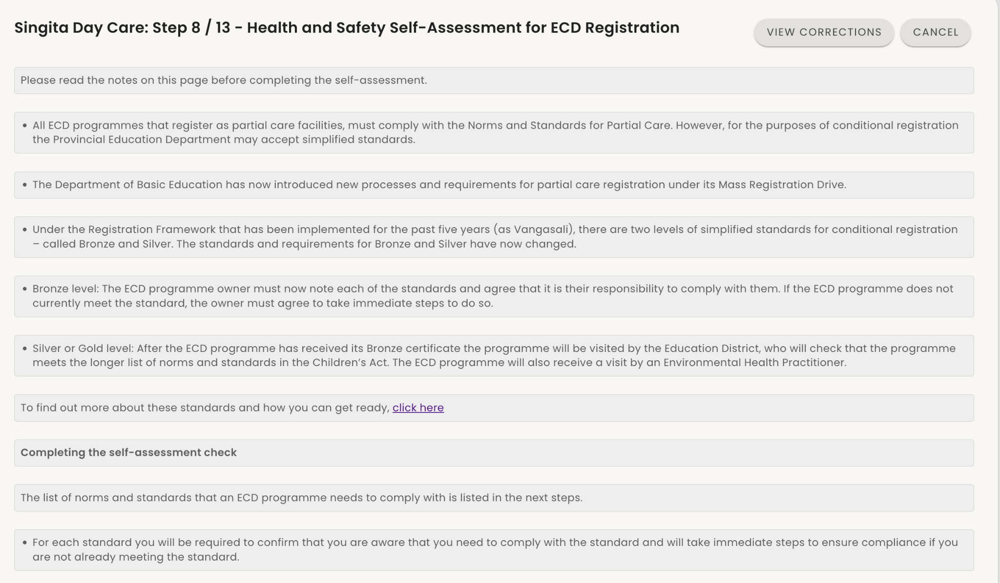 Singita Day Care: Step 8 / 13 - Health and Safety Self-Assessment for ECD Registration
VIEW CORRECTIONS
CANCEL
Please read the notes on this page before completing the self-assessment.
• All ECD programmes that register as partial care facilities, must comply with the Norms and Standards for Partial Care. However, for the purposes of conditional registration
the Provincial Education Department may accept simplified standards.
• The Department of Basic Education has now introduced new processes and requirements for partial care registration under its Mass Registration Drive.
• Under the Registration Framework that has been implemented for the past five years (as Vangasali), there are two levels of simplified standards for conditional registration
– called Bronze and Silver. The standards and requirements for Bronze and Silver have now changed.
• Bronze level: The ECD programme owner must now note each of the standards and agree that it is their responsibility to comply with them. If the ECD programme does not
currently meet the standard, the owner must agree to take immediate steps to do so.
• Silver or Gold level: After the ECD programme has received its Bronze certificate the programme will be visited by the Education District, who will check that the programme
meets the longer list of norms and standards in the Children’s Act. The ECD programme will also receive a visit by an Environmental Health Practitioner.
To find out more about these standards and how you can get ready, click here
Completing the self-assessment check
The list of norms and standards that an ECD programme needs to comply with is listed in the next steps.
• For each standard you will be required to confirm that you are aware that you need to comply with the standard and will take immediate steps to ensure compliance if you
are not already meeting the standard.